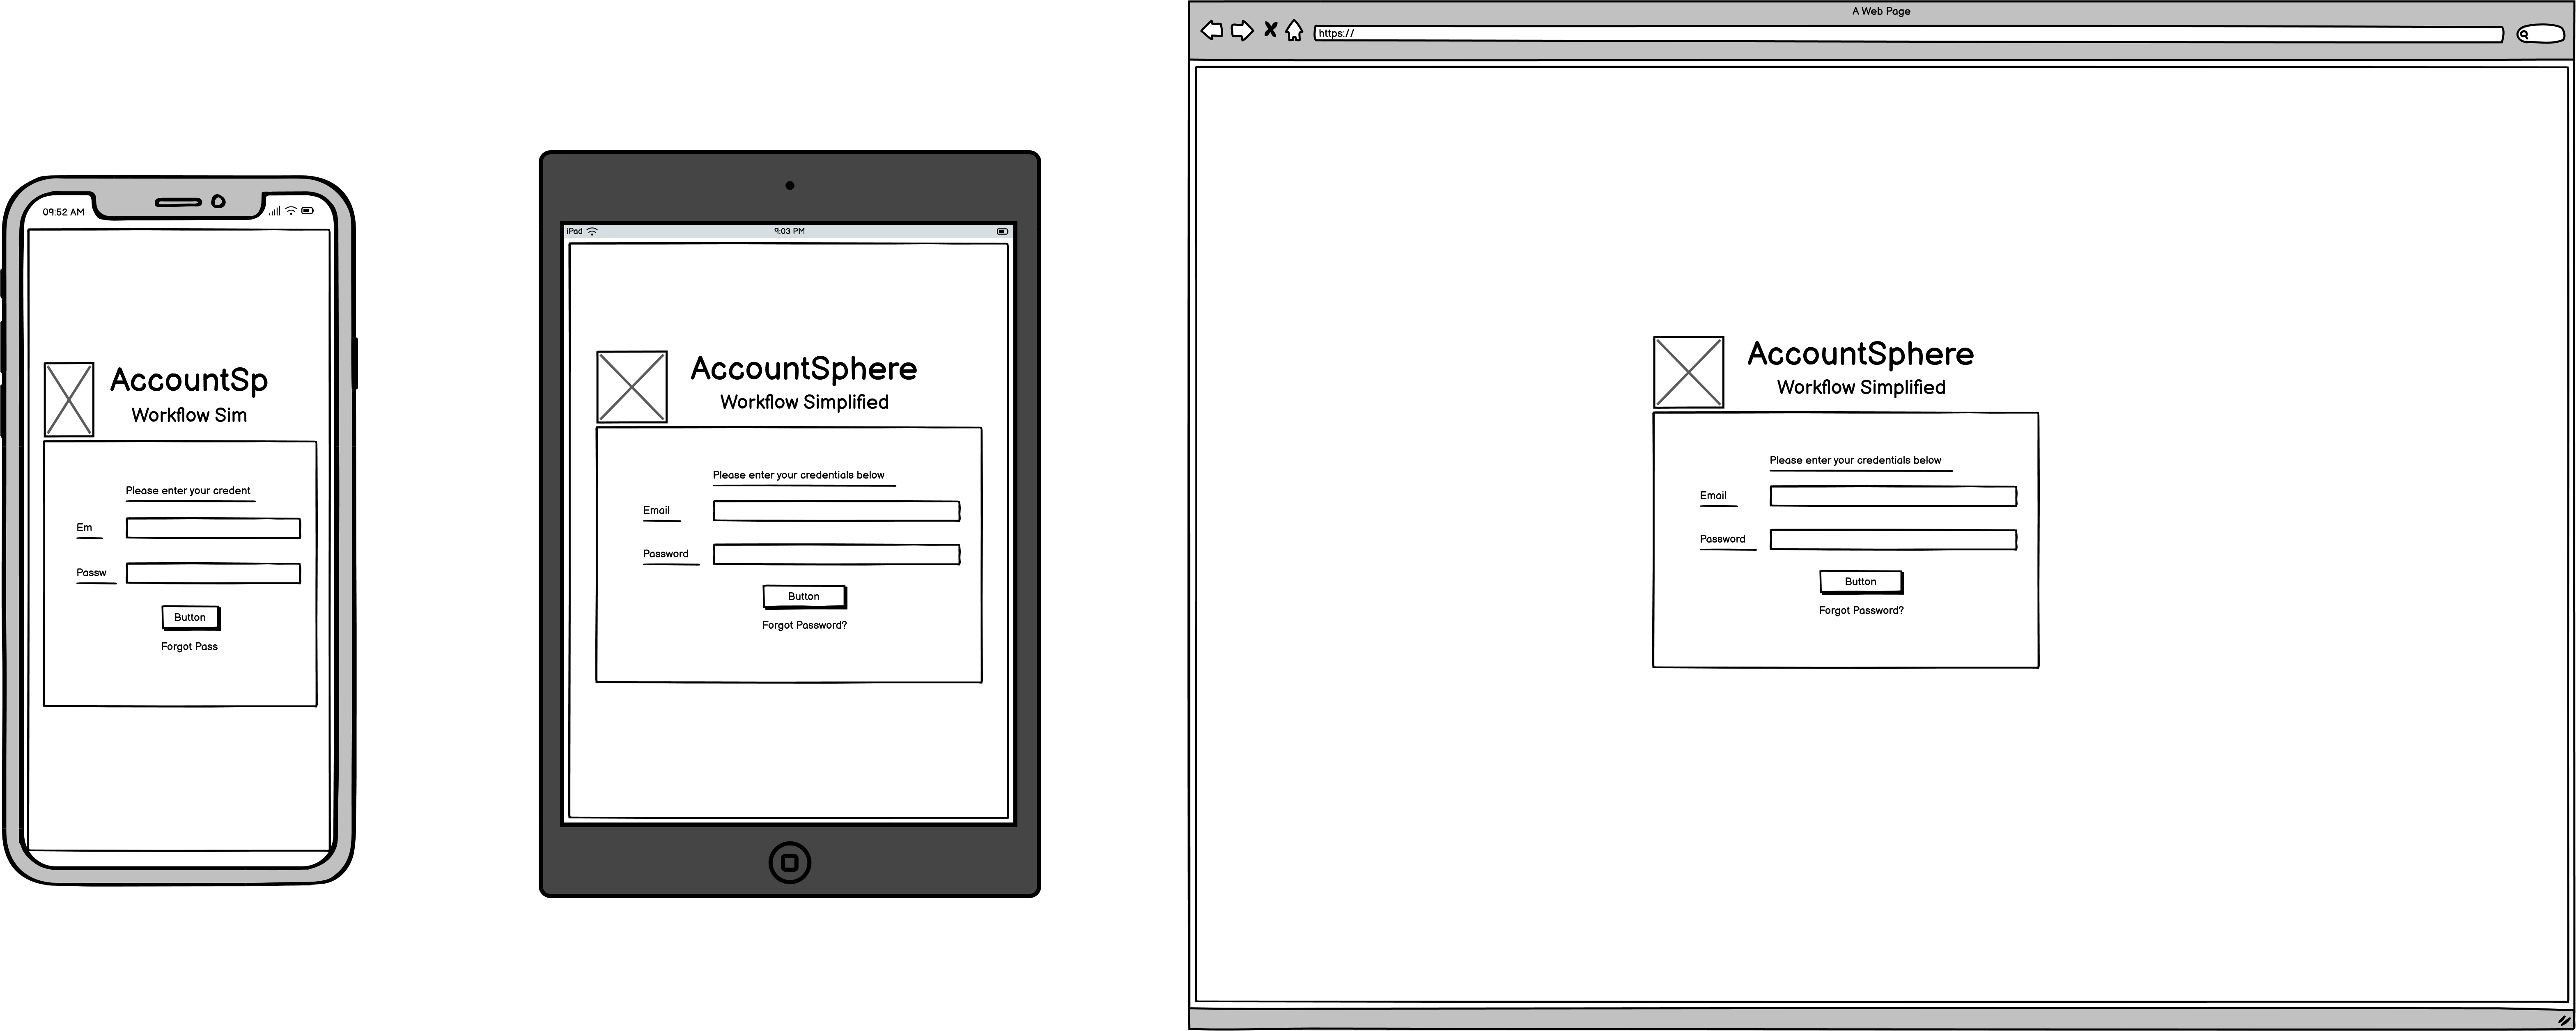 09:52 AM
AccountSp
Workflow Sim
Please enter your credent
Em
Passw
Button
Forgot Pass
iPad
9:03 PM
AccountSphere
Workflow Simplified
Please enter your credentials below
Email
Password
Button
Forgot Password?
A Web Page
https://
AccountSphere
Workflow Simplified
Please enter your credentials below
Email
Password
Button
Forgot Password?